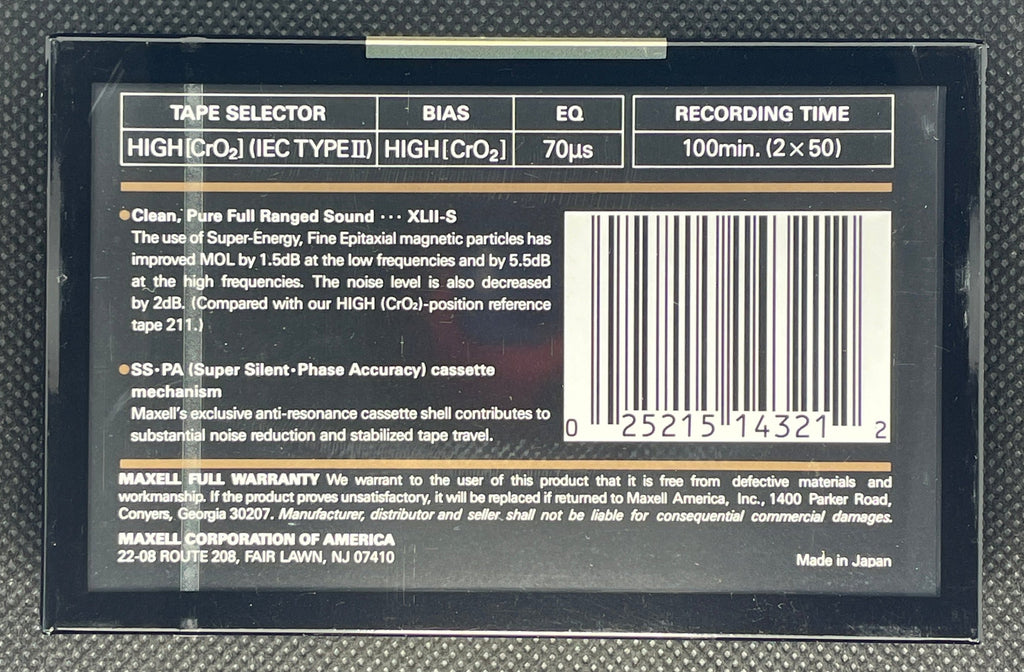 TAPE SELECTOR BIAS EQ RECORDING TIME
HIGH[CrO₂] (IEC TYPE II) HIGH[CrO₂] 70μs 100min. (2×50)
●Clean, Pure Full Ranged Sound ··· XLII-S
The use of Super-Energy, Fine Epitaxial magnetic particles has
improved MOL by 1.5dB at the low frequencies and by 5.5dB
at the high frequencies. The noise level is also decreased
by 2dB. (Compared with our HIGH (CrO₂)-position reference
tape 211.)
●SS·PA (Super Silent·Phase Accuracy) cassette
mechanism
Maxell's exclusive anti-resonance cassette shell contributes to
substantial noise reduction and stabilized tape travel.
0 25215 14321 2
MAXELL FULL WARRANTY We warrant to the user of this product that it is free from defective materials and
workmanship. If the product proves unsatisfactory, it will be replaced if returned to Maxell America, Inc., 1400 Parker Road,
Conyers, Georgia 30207. Manufacturer, distributor and seller shall not be liable for consequential commercial damages.
MAXELL CORPORATION OF AMERICA
22-08 ROUTE 208, FAIR LAWN, NJ 07410
Made in Japan